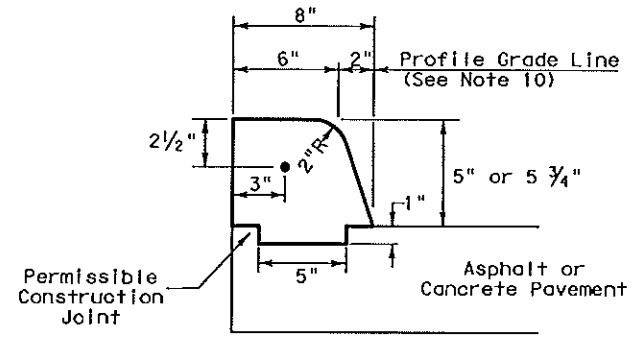 8"
6"
2"
Profile Grade Line
(See Note 10)
2½"
2" R
3"
5" or 5 ¾"
1"
5"
Permissible
Construction
Joint
Asphalt or
Concrete Pavement